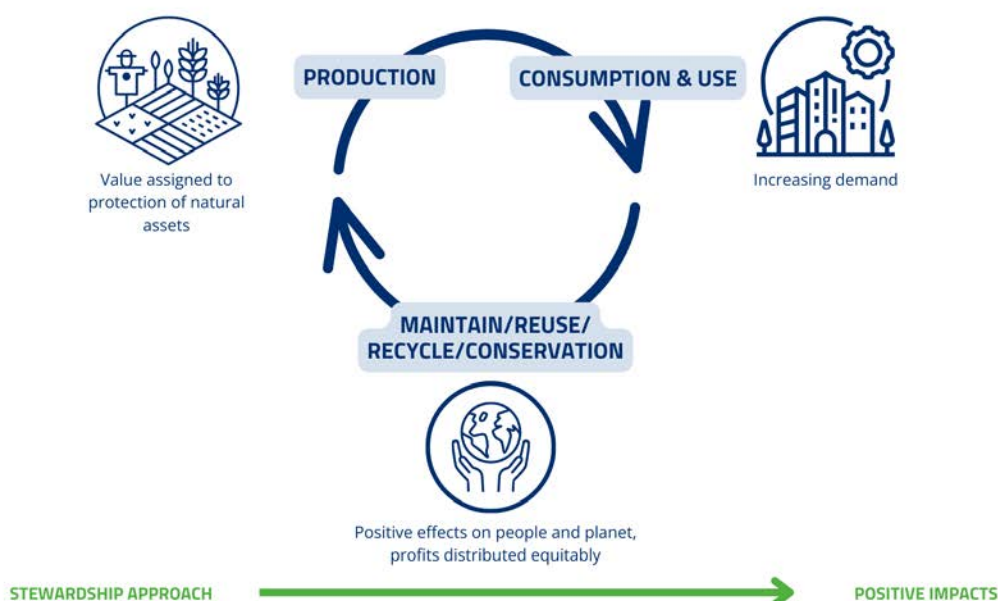 PRODUCTION
CONSUMPTION & USE
Value assigned to
protection of natural
assets
Increasing demand
MAINTAIN/REUSE/
RECYCLE/CONSERVATION
Positive effects on people and planet,
profits distributed equitably
STEWARDSHIP APPROACH
POSITIVE IMPACTS